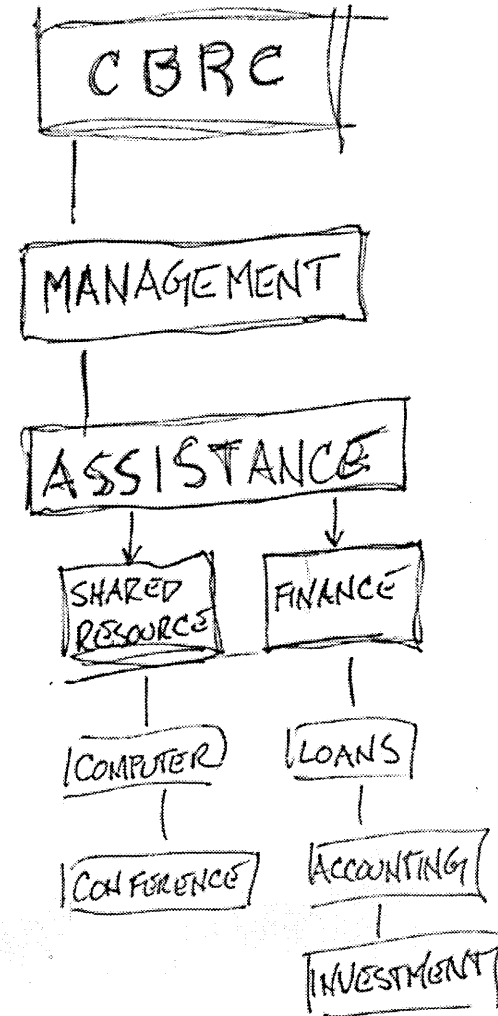 CBRC
MANAGEMENT
ASSISTANCE
SHARED
RESOURCE
FINANCE
COMPUTER
LOANS
CONFERENCE
ACCOUNTING
INVESTMENT